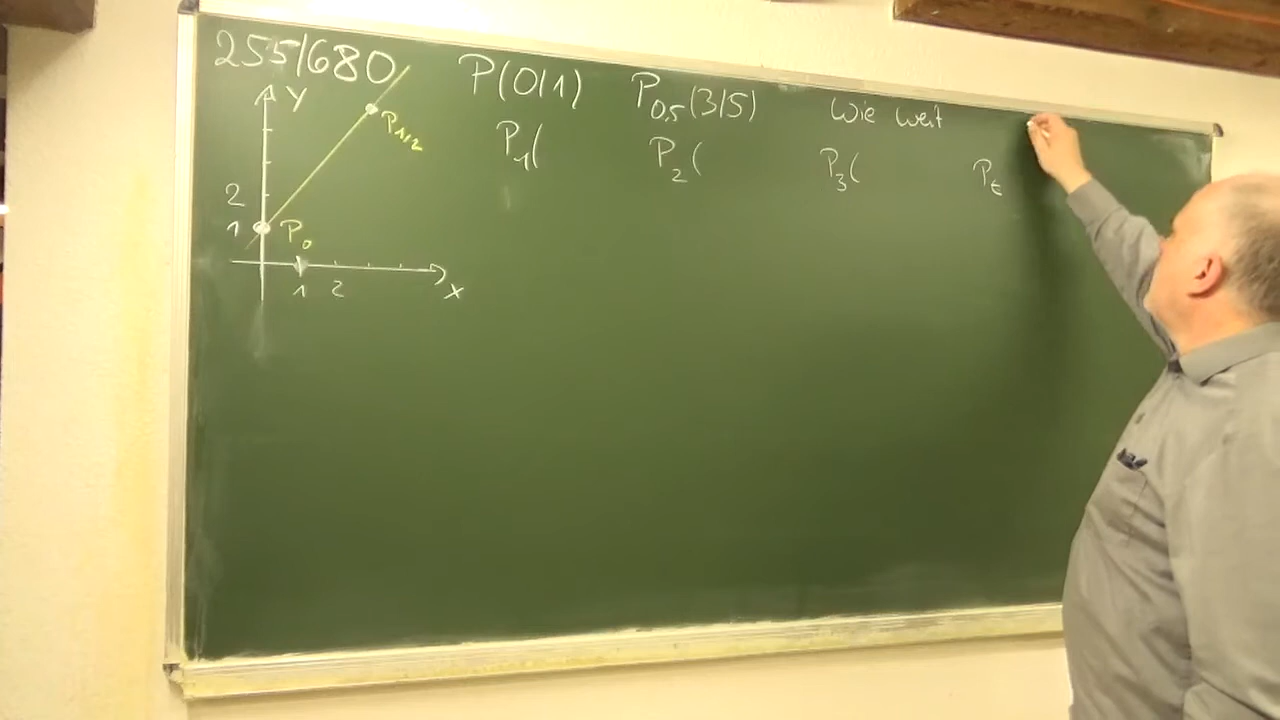 255/680
P(0|1) P0,5(3|5) Wie weit
P1( P2( P3( Pt
Y
P1/2
2
1 P0
1 2 x